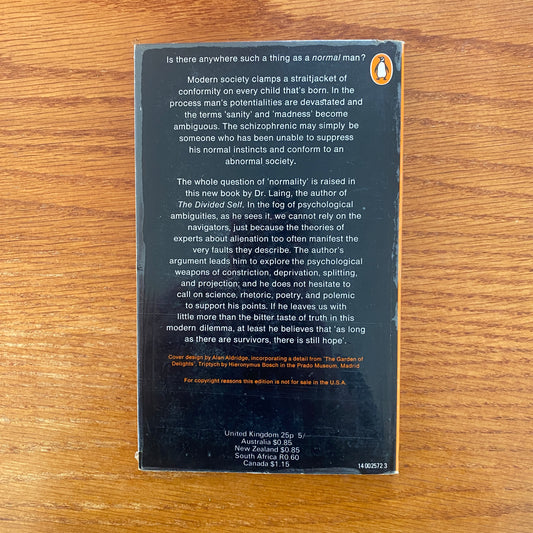 Is there anywhere such a thing as a normal man?
Modern society clamps a straitjacket of
conformity on every child that's born. In the
process man's potentialities are devastated and
the terms 'sanity' and 'madness' become
ambiguous. The schizophrenic may simply be
someone who has been unable to suppress
his normal instincts and conform to an
abnormal society.
The whole question of 'normality' is raised in
this new book by Dr. Laing, the author of
The Divided Self. In the fog of psychological
ambiguities, as he sees it, we cannot rely on the
navigators, just because the theories of
experts about alienation too often manifest the
very faults they describe. The author's
argument leads him to explore the psychological
weapons of constriction, deprivation, splitting,
and projection; and he does not hesitate to
call on science, rhetoric, poetry, and polemic
to support his points. If he leaves us with
little more than the bitter taste of truth in this
modern dilemma, at least he believes that 'as long
as there are survivors, there is still hope'.
Cover design by Alan Aldridge, incorporating a detail from 'The Garden of
Delights', Triptych by Hieronymus Bosch in the Prado Museum, Madrid
For copyright reasons this edition is not for sale in the U.S.A.
United Kingdom 25p 5/
Australia $0.85
New Zealand $0.85
South Africa R0.60
Canada $1.15
14 002572 3